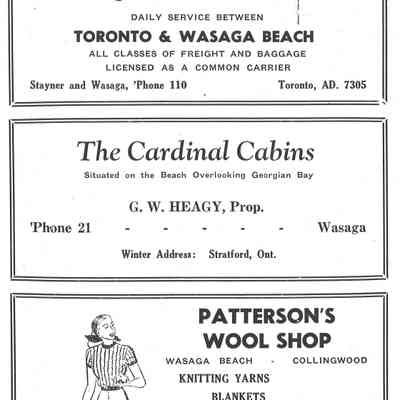 DAILY SERVICE BETWEEN
TORONTO & WASAGA BEACH
ALL CLASSES OF FREIGHT AND BAGGAGE
LICENSED AS A COMMON CARRIER
Stayner and Wasaga, 'Phone 110 Toronto, AD. 7305
The Cardinal Cabins
Situated on the Beach Overlooking Georgian Bay
G. W. HEAGY, Prop.
'Phone 21 - - - - - Wasaga
Winter Address: Stratford, Ont.
PATTERSON'S
WOOL SHOP
WASAGA BEACH - COLLINGWOOD
KNITTING YARNS
BLANKETS